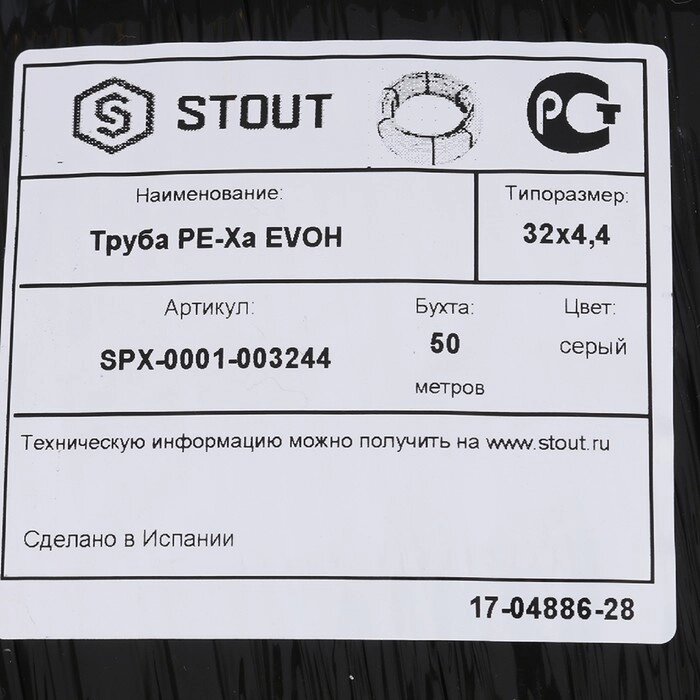 STOUT
РСТ
Наименование:
Типоразмер:
Труба PE-Xa EVOH
32x4,4
Артикул:
Бухта:
Цвет:
SPX-0001-003244
50
серый
метров
Техническую информацию можно получить на www.stout.ru
Сделано в Испании
17-04886-28